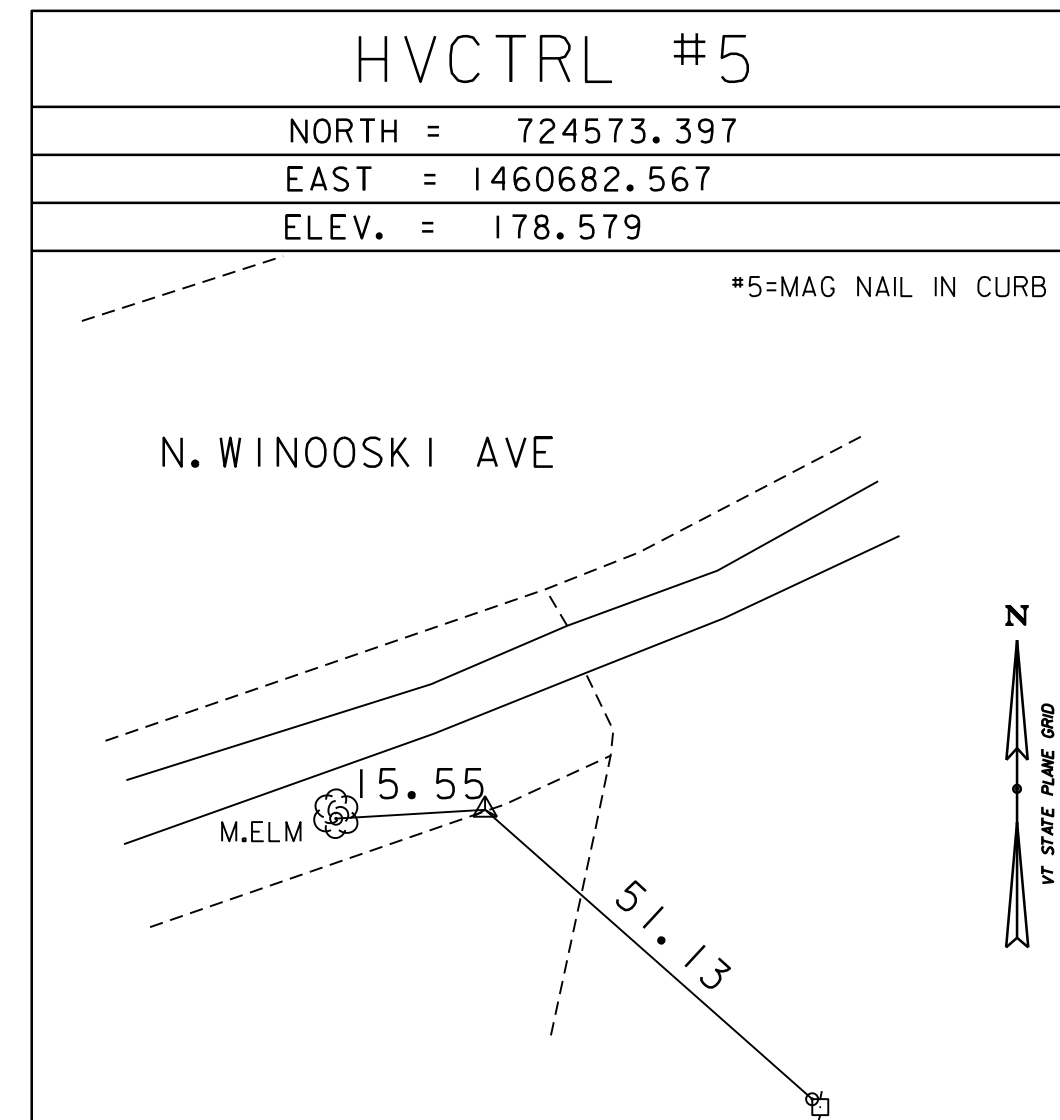 HVCTRL #5
NORTH = 724573.397
EAST = 1460682.567
ELEV. = 178.579
#5=MAG NAIL IN CURB
N. WINOOSKI AVE
N
VT STATE PLANE GRID
15.55
M.ELM
51.13